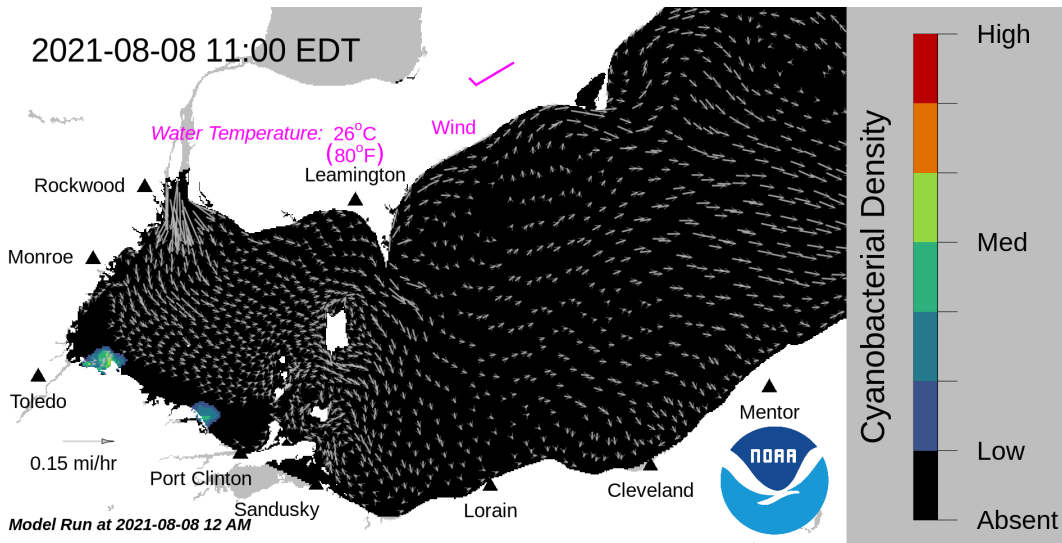 2021-08-08 11:00 EDT
Water Temperature: 26°C
(80°F)
Wind
Leamington
Rockwood
Monroe
Toledo
0.15 mi/hr
Port Clinton
Sandusky
Lorain
Cleveland
Mentor
NOAA
Model Run at 2021-08-08 12 AM
Cyanobacterial Density
High
Med
Low
Absent